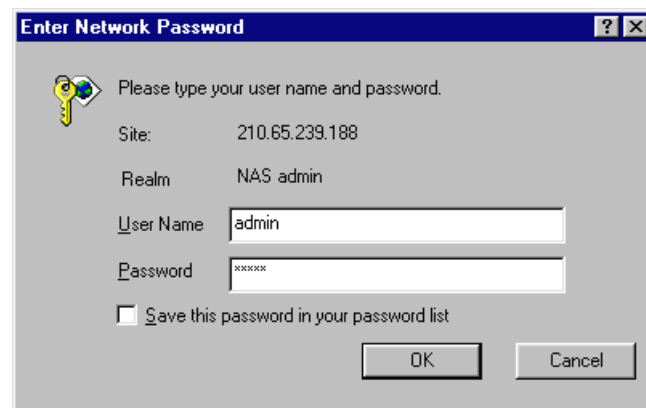 Enter Network Password
Please type your user name and password.
Site: 210.65.239.188
Realm NAS admin
User Name admin
Password *****
Save this password in your password list
OK Cancel